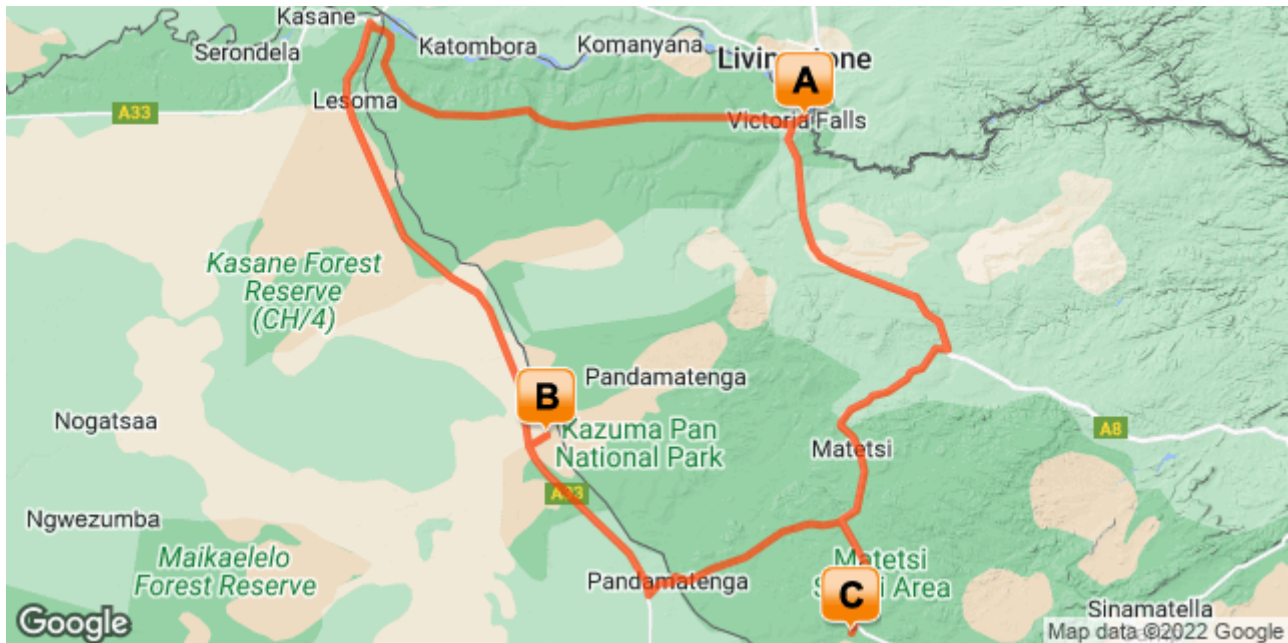 Kasane
Serondela
Katombora
Komanyana
A
A33
Lesoma
Victoria Falls
Kasane Forest
Reserve
(CH/4)
Pandamatenga
B
Nogatsaa
Kazuma Pan
National Park
A8
Matetsi
Ngwezumba
Maikaelelo
Forest Reserve
Pandamatenga
Matetsi
Area
C
Sinamatella
Google
Map data ©2022 Google